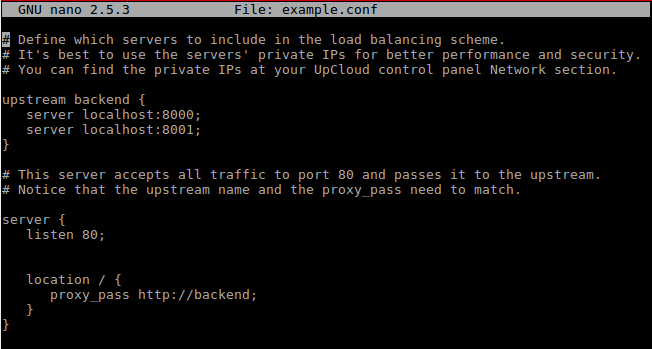 GNU nano 2.5.3 File: example.conf
# Define which servers to include in the load balancing scheme.
# It's best to use the servers' private IPs for better performance and security.
# You can find the private IPs at your UpCloud control panel Network section.
upstream backend {
server localhost:8000;
server localhost:8001;
}
# This server accepts all traffic to port 80 and passes it to the upstream.
# Notice that the upstream name and the proxy_pass need to match.
server {
listen 80;
location / {
proxy_pass http://backend;
}
}